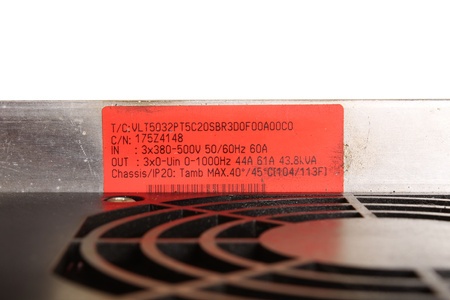 T/C:VLT5032PT5C20SBR3D0F00A00C0
C/N: 175Z4148
IN : 3x380-500V 50/60Hz 60A
OUT : 3x0-Uin 0-1000Hz 44A 61A 43.8kVA
Chassis/IP20: Tamb MAX.40°/45°C[104/113F]